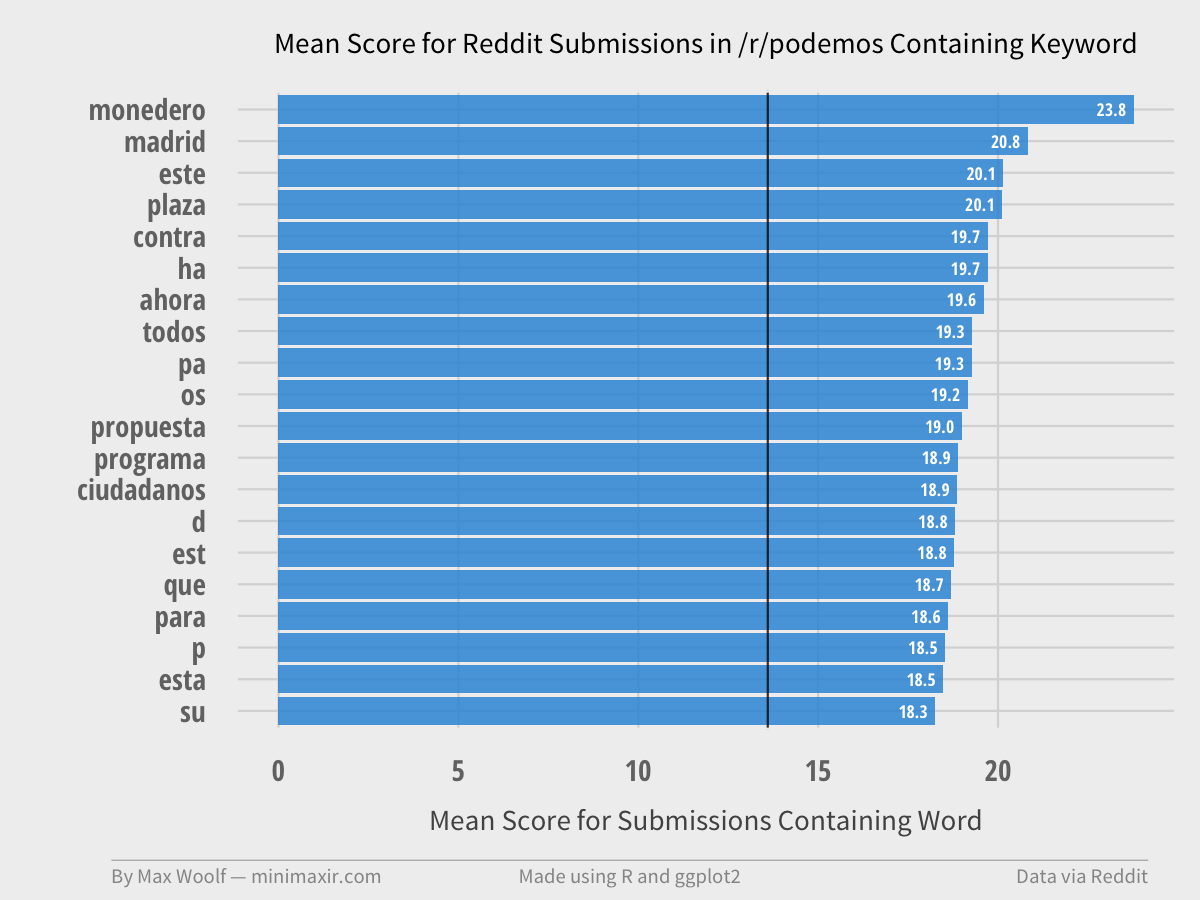 Mean Score for Reddit Submissions in /r/podemos Containing Keyword
monedero 23.8
madrid 20.8
este 20.1
plaza 20.1
contra 19.7
ha 19.7
ahora 19.6
todos 19.3
pa 19.3
os 19.2
propuesta 19.0
programa 18.9
ciudadanos 18.9
d 18.8
est 18.8
que 18.7
para 18.6
p 18.5
esta 18.5
su 18.3
0 5 10 15 20
Mean Score for Submissions Containing Word
By Max Woolf — minimaxir.com Made using R and ggplot2 Data via Reddit